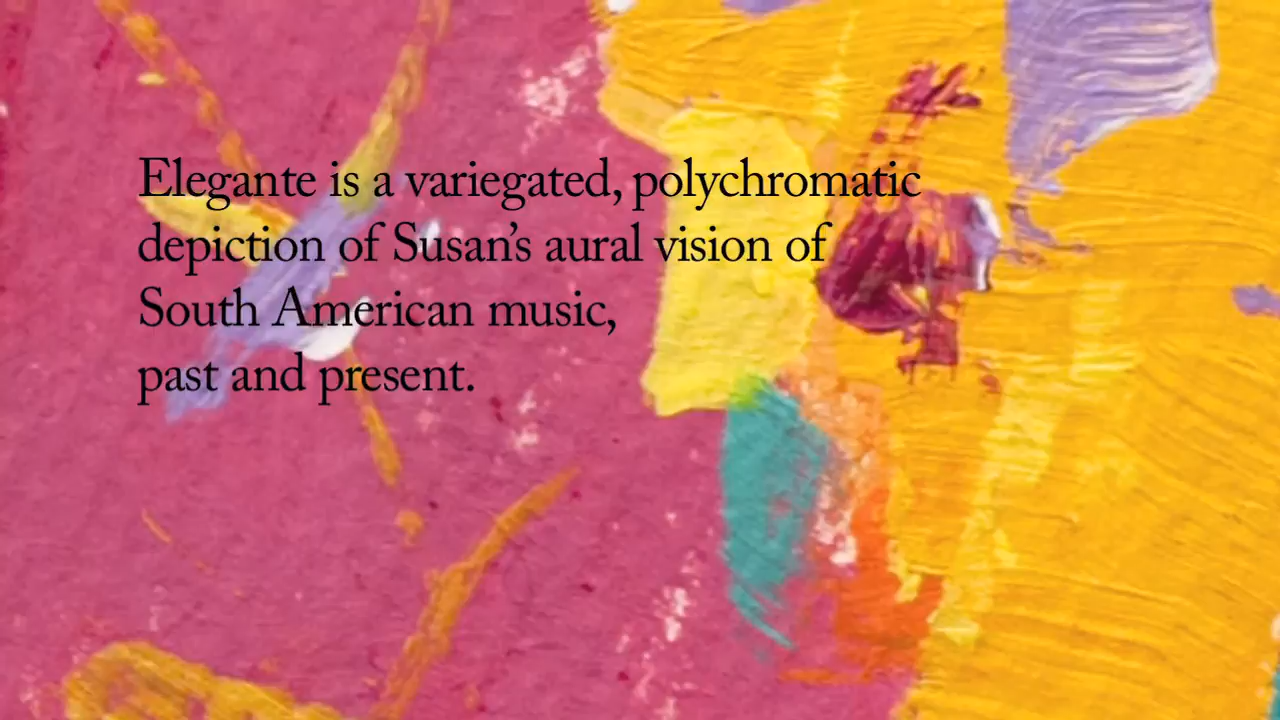 Elegante is a variegated, polychromatic
depiction of Susan’s aural vision of
South American music,
past and present.